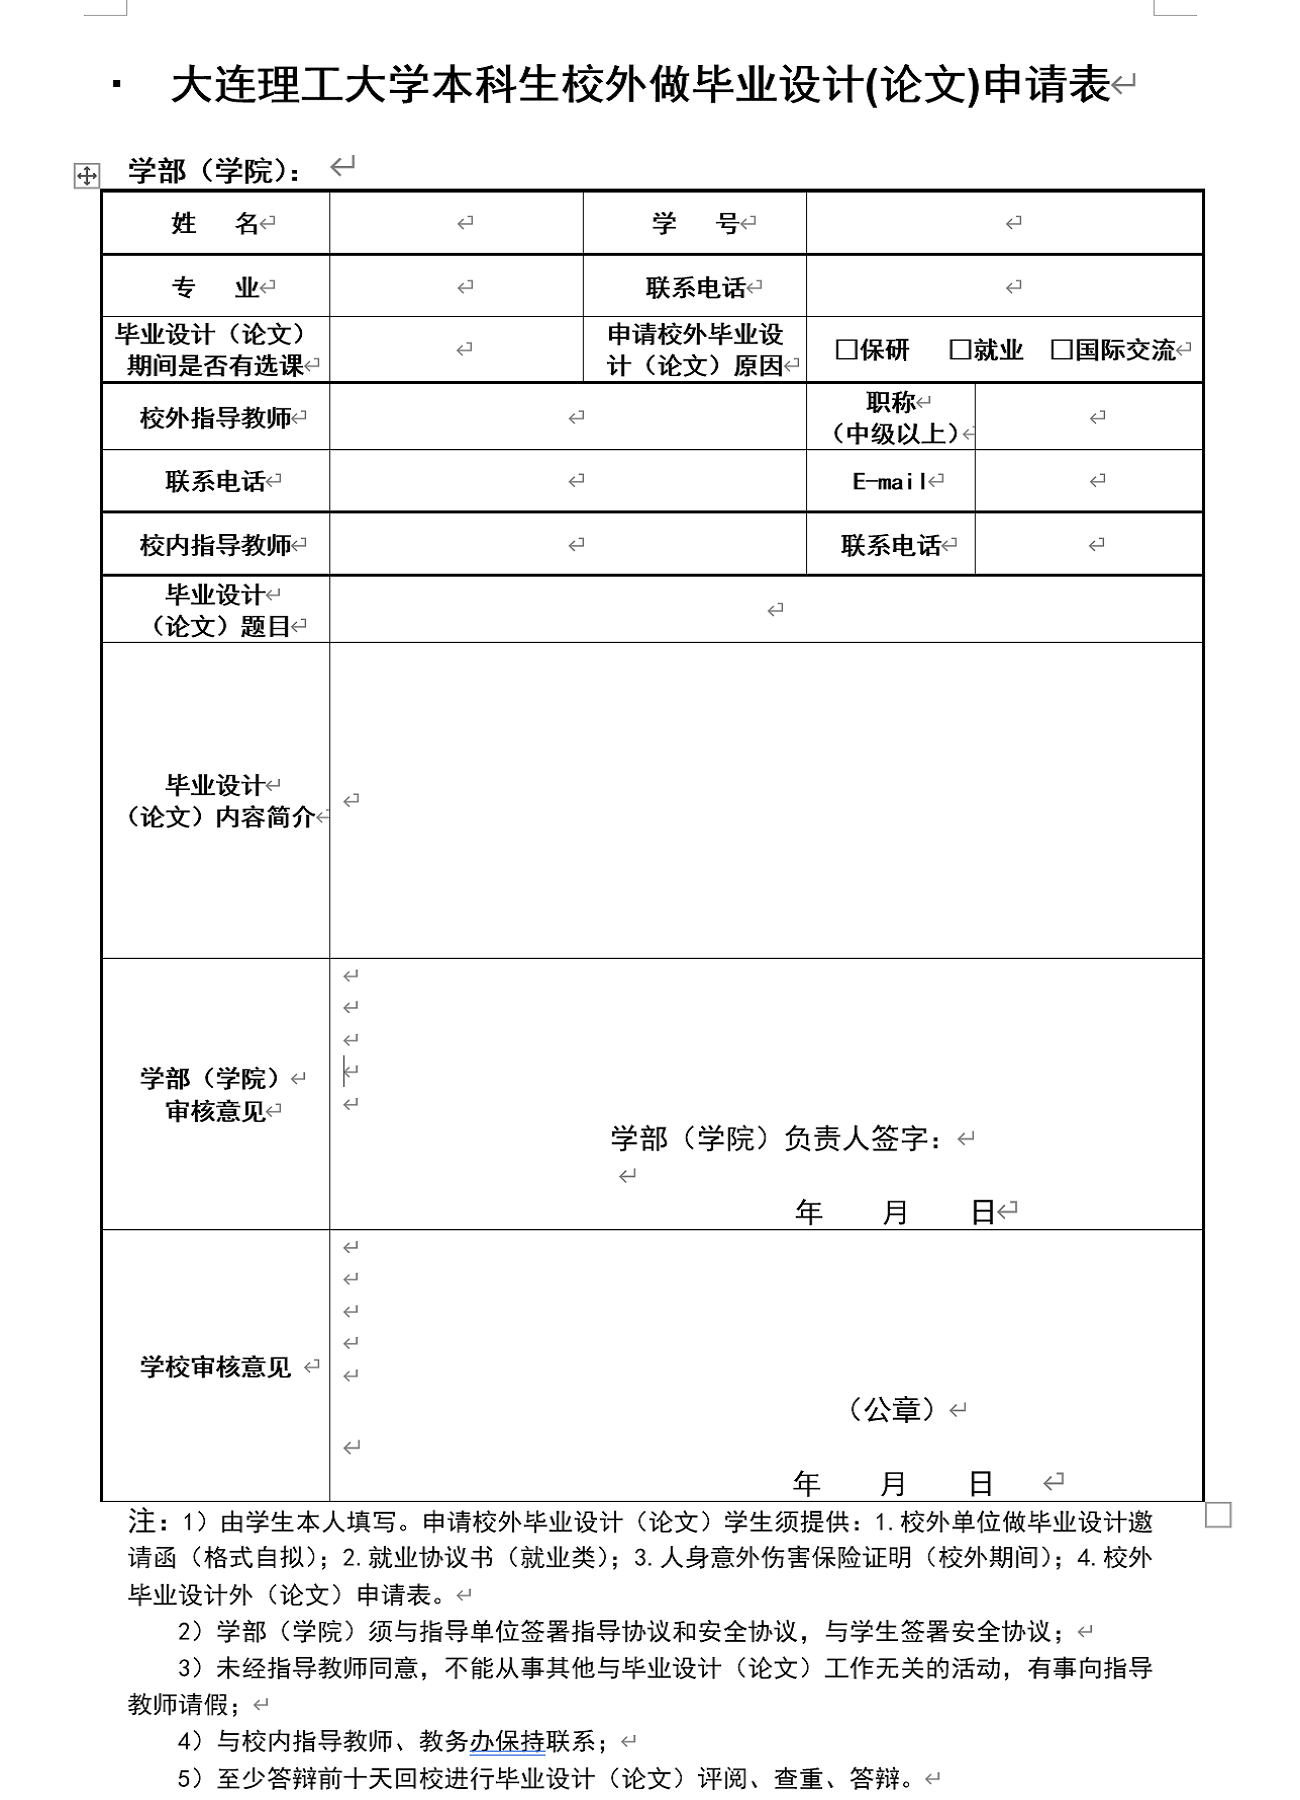 ▪ 大连理工大学本科生校外做毕业设计(论文)申请表↵
学部（学院）： ↵
姓 名↵ ↵ 学 号↵ ↵
专 业↵ ↵ 联系电话↵ ↵
毕业设计（论文）
期间是否有选课↵
↵
申请校外毕业设
计（论文）原因↵
☐保研 ☐就业 ☐国际交流↵
校外指导教师↵ ↵
职称↵
（中级以上）↵
↵
联系电话↵ ↵ E-mail↵ ↵
校内指导教师↵ ↵ 联系电话↵ ↵
毕业设计↵
（论文）题目↵
↵
毕业设计↵
（论文）内容简介↵
↵
学部（学院）↵
审核意见↵
↵
↵
↵
↵
↵
学部（学院）负责人签字：↵
↵
年 月 日↵
学校审核意见 ↵
↵
↵
↵
↵
↵
（公章）↵
↵
年 月 日 ↵
注：1）由学生本人填写。申请校外毕业设计（论文）学生须提供：1.校外单位做毕业设计邀
请函（格式自拟）；2.就业协议书（就业类）；3.人身意外伤害保险证明（校外期间）；4.校外
毕业设计外（论文）申请表。↵
2）学部（学院）须与指导单位签署指导协议和安全协议，与学生签署安全协议；↵
3）未经指导教师同意，不能从事其他与毕业设计（论文）工作无关的活动，有事向指导
教师请假；↵
4）与校内指导教师、教务办保持联系；↵
5）至少答辩前十天回校进行毕业设计（论文）评阅、查重、答辩。↵